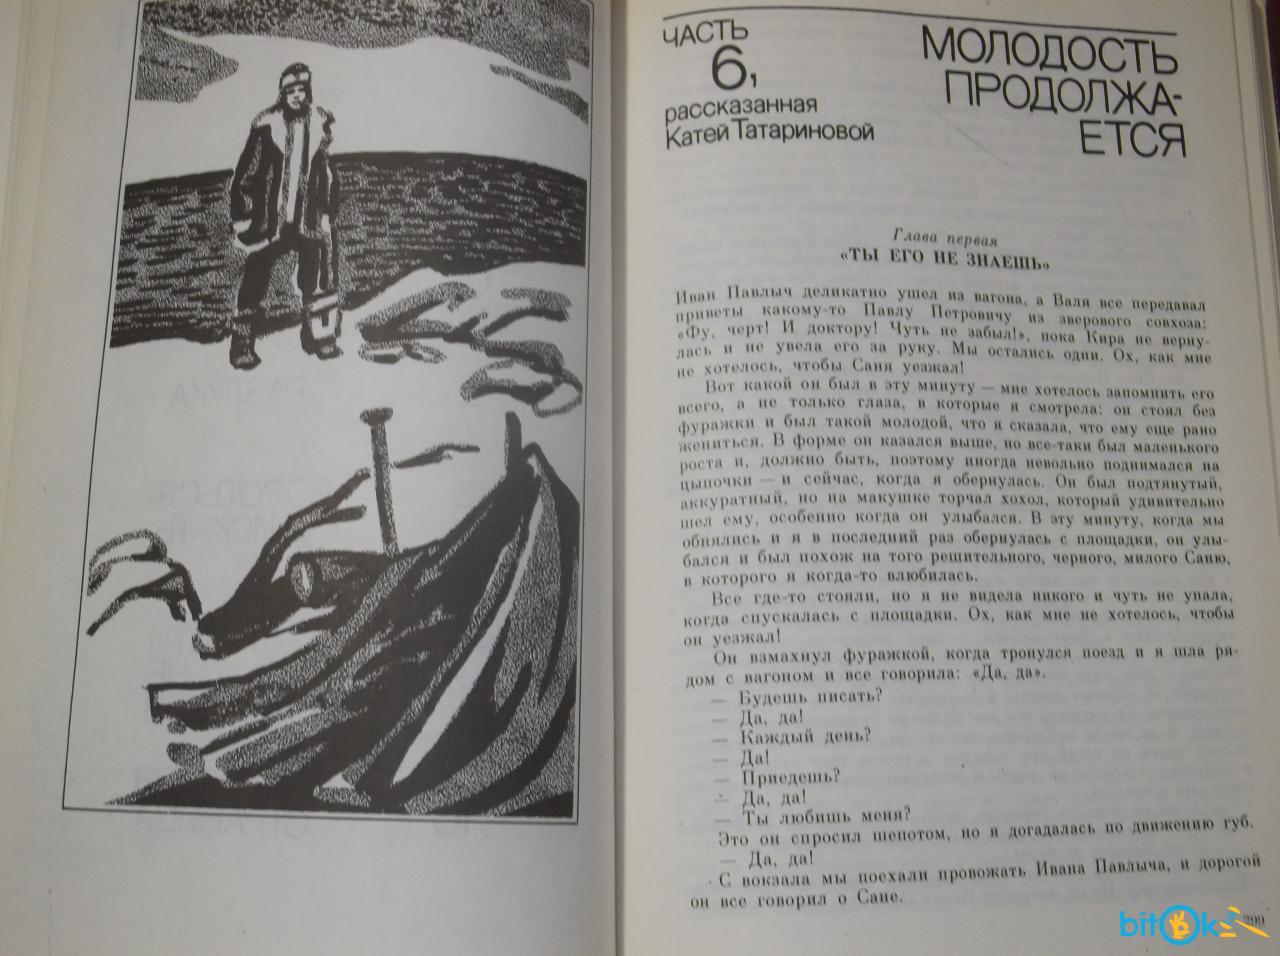 ЧАСТЬ
6,
рассказанная
Катей Татариновой
МОЛОДОСТЬ
ПРОДОЛЖА-
ЕТСЯ
Глава первая
«ТЫ ЕГО НЕ ЗНАЕШЬ»
Иван Павлыч деликатно ушел из вагона, а Валя все передавал
приветы какому-то Павлу Петровичу из зверового совхоза:
«Фу, черт! И доктору! Чуть не забыл!», пока Кира не верну-
лась и не увела его за руку. Мы остались одни. Ох, как мне
не хотелось, чтобы Саня уезжал!
Вот какой он был в эту минуту — мне хотелось запомнить его
всего, а не только глаза, в которые я смотрела: он стоял без
фуражки и был такой молодой, что я сказала, что ему еще рано
жениться. В форме он казался выше, но все-таки был маленького
роста и, должно быть, поэтому иногда невольно поднимался на
цыпочки — и сейчас, когда я обернулась. Он был подтянутый,
аккуратный, но на макушке торчал хохол, который удивительно
шел ему, особенно когда он улыбался. В эту минуту, когда мы
обнялись и я в последний раз обернулась с площадки, он улы-
бался и был похож на того решительного, черного, милого Саню,
в которого я когда-то влюбилась.
Все где-то стояли, но я не видела никого и чуть не упала,
когда спускалась с площадки. Ох, как мне не хотелось, чтобы
он уезжал!
Он взмахнул фуражкой, когда тронулся поезд и я шла ря-
дом с вагоном и все говорила: «Да, да».
— Будешь писать?
— Да, да!
— Каждый день?
— Да!
— Приедешь?
— Да, да!
— Ты любишь меня?
Это он спросил шепотом, но я догадалась по движению губ.
— Да, да!
С вокзала мы поехали провожать Ивана Павлыча, и дорогой
он все говорил о Сане.
299
bitOk